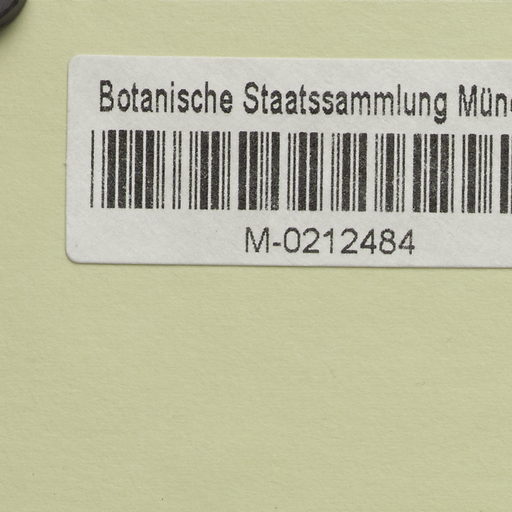 Botanische Staatssammlung Mün
M-0212484